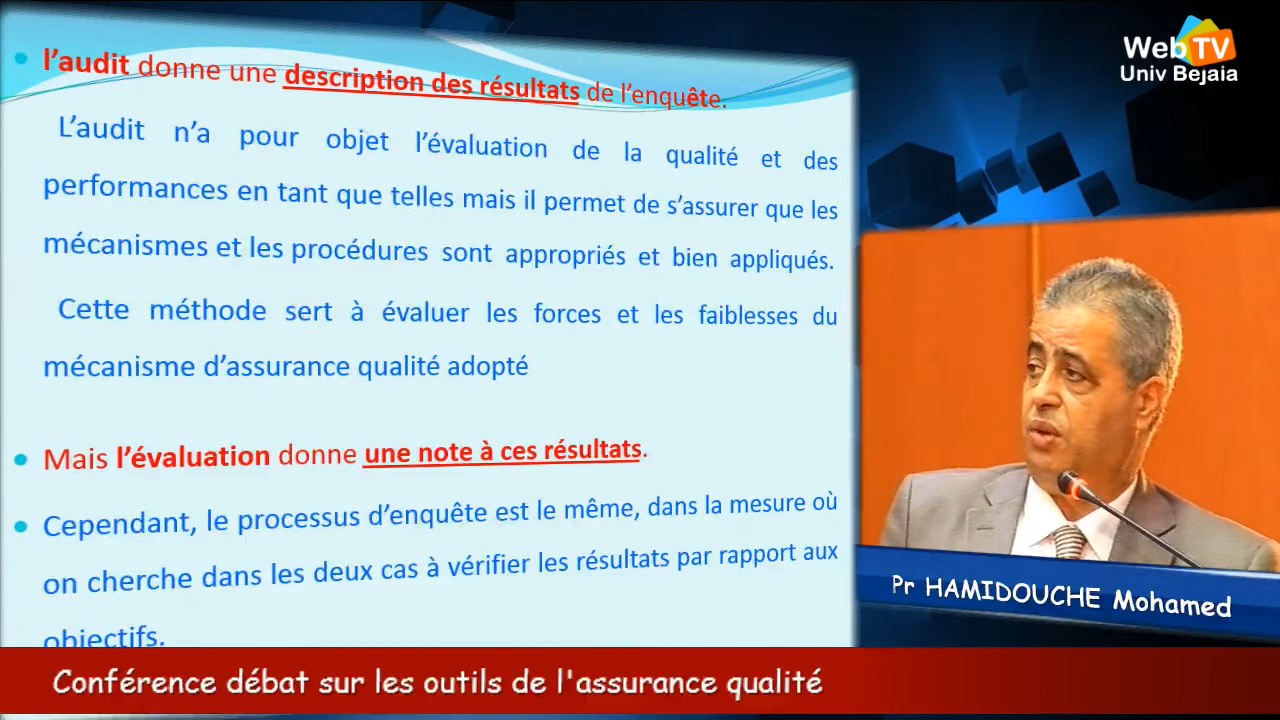 l'audit donne une description des résultats de l'enquête.
L'audit n'a pour objet l'évaluation de la qualité et des
performances en tant que telles mais il permet de s'assurer que les
mécanismes et les procédures sont appropriés et bien appliqués.
Cette méthode sert à évaluer les forces et les faiblesses du
mécanisme d'assurance qualité adopté
Mais l'évaluation donne une note à ces résultats.
Cependant, le processus d'enquête est le même, dans la mesure où
on cherche dans les deux cas à vérifier les résultats par rapport aux
objectifs.
Web TV
Univ Bejaia
Pr HAMIDOUCHE Mohamed
Conférence débat sur les outils de l'assurance qualité